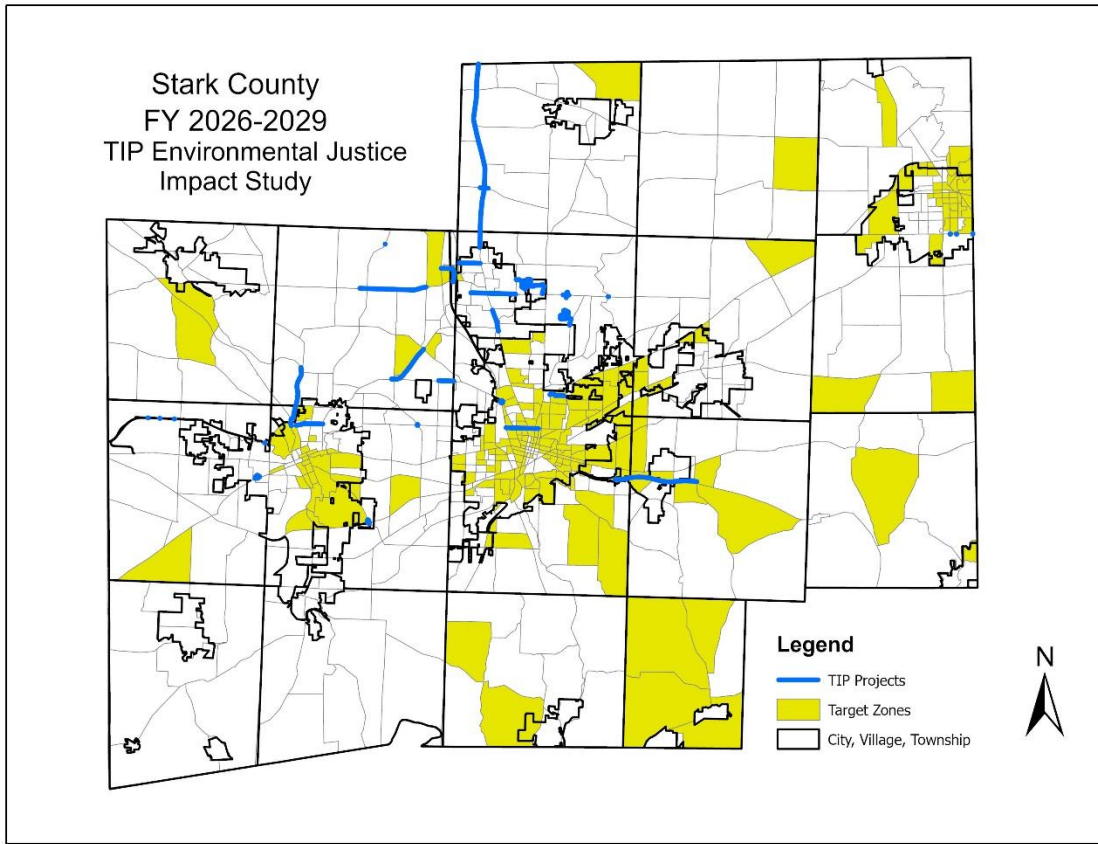 Stark County
FY 2026-2029
TIP Environmental Justice
Impact Study
Legend
TIP Projects
Target Zones
City, Village, Township
N